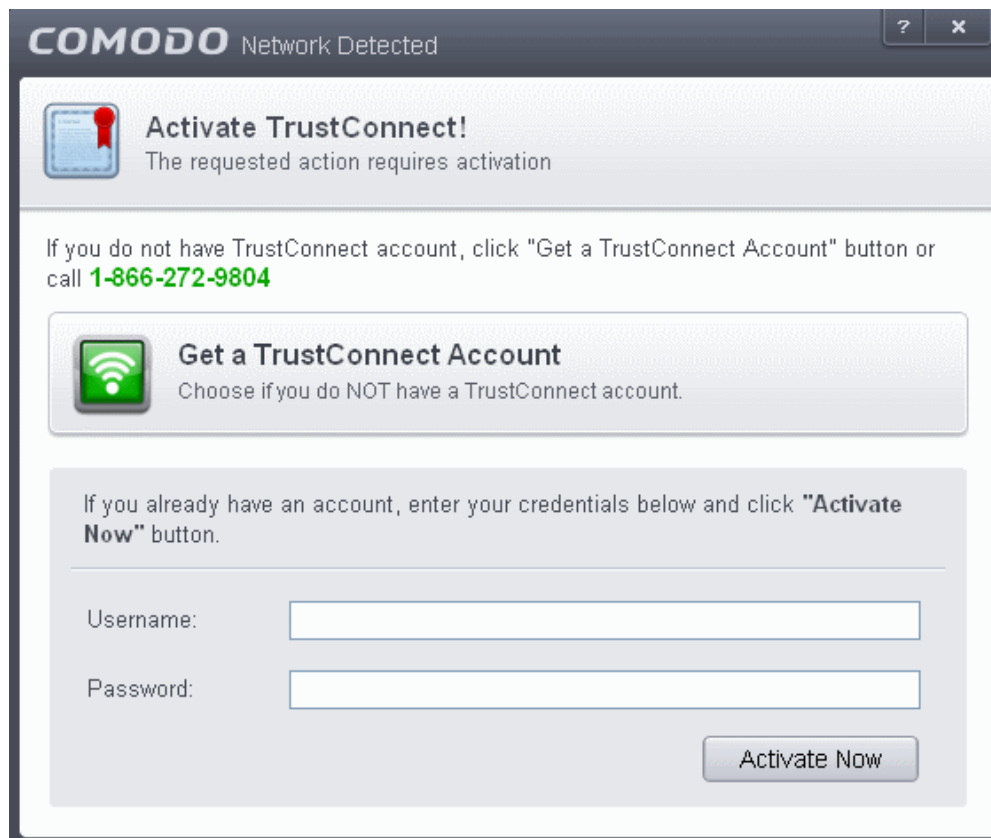 COMODO Network Detected
? x
Activate TrustConnect!
The requested action requires activation
If you do not have TrustConnect account, click "Get a TrustConnect Account" button or
call 1-866-272-9804
Get a TrustConnect Account
Choose if you do NOT have a TrustConnect account.
If you already have an account, enter your credentials below and click "Activate
Now" button.
Username:
Password:
Activate Now